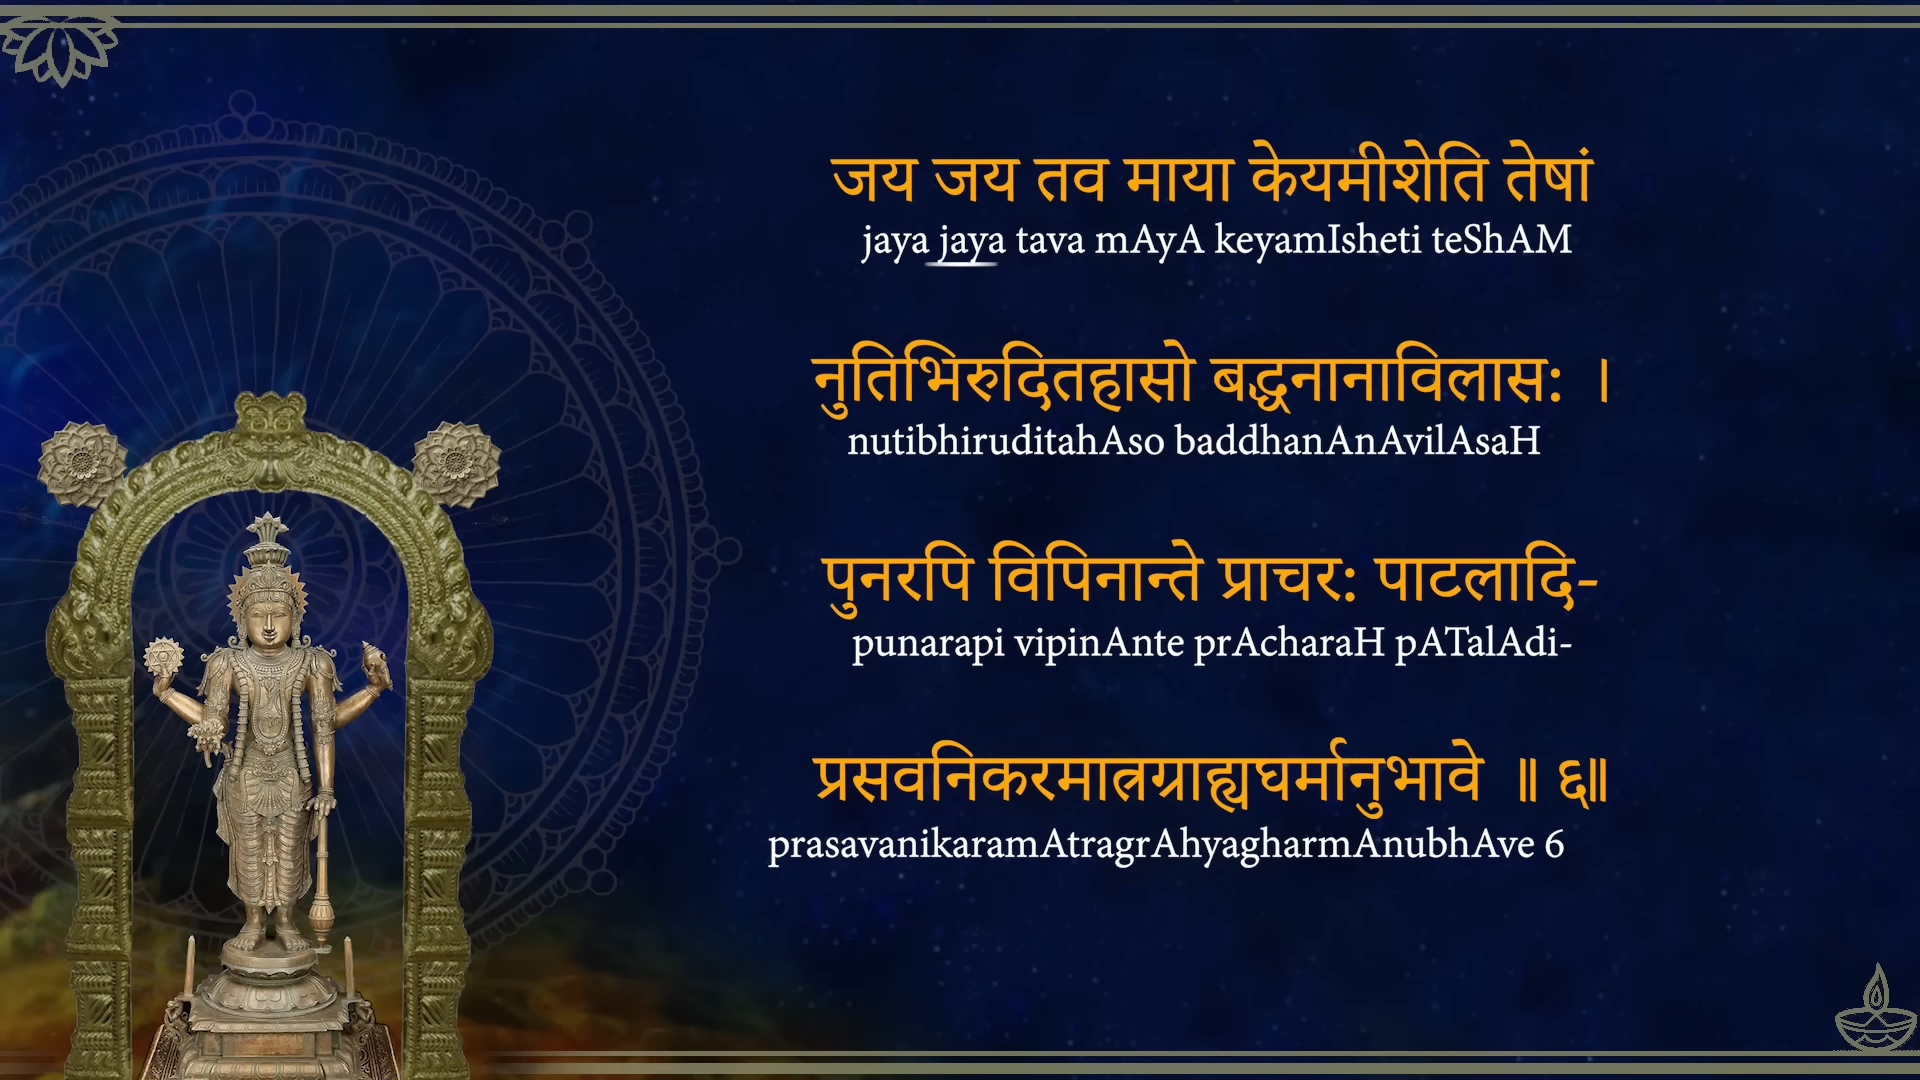 जय जय तव माया केयमीशेति तेषां
jaya jaya tava mAyA keyamIsheti teShAM
नुतिभिरुदितहासो बद्धनानाविलास: ।
nutibhiruditahAso baddhanAnAvilAsaH
पुनरपि विपिनान्ते प्राचर: पाटलादि-
punarapi vipinAnte prAcharaH pATalAdi-
प्रसवनिकरमात्रग्राह्यघर्मानुभावे ॥ ६॥
prasavanikaramAtragrAhyagharmAnubhAve 6